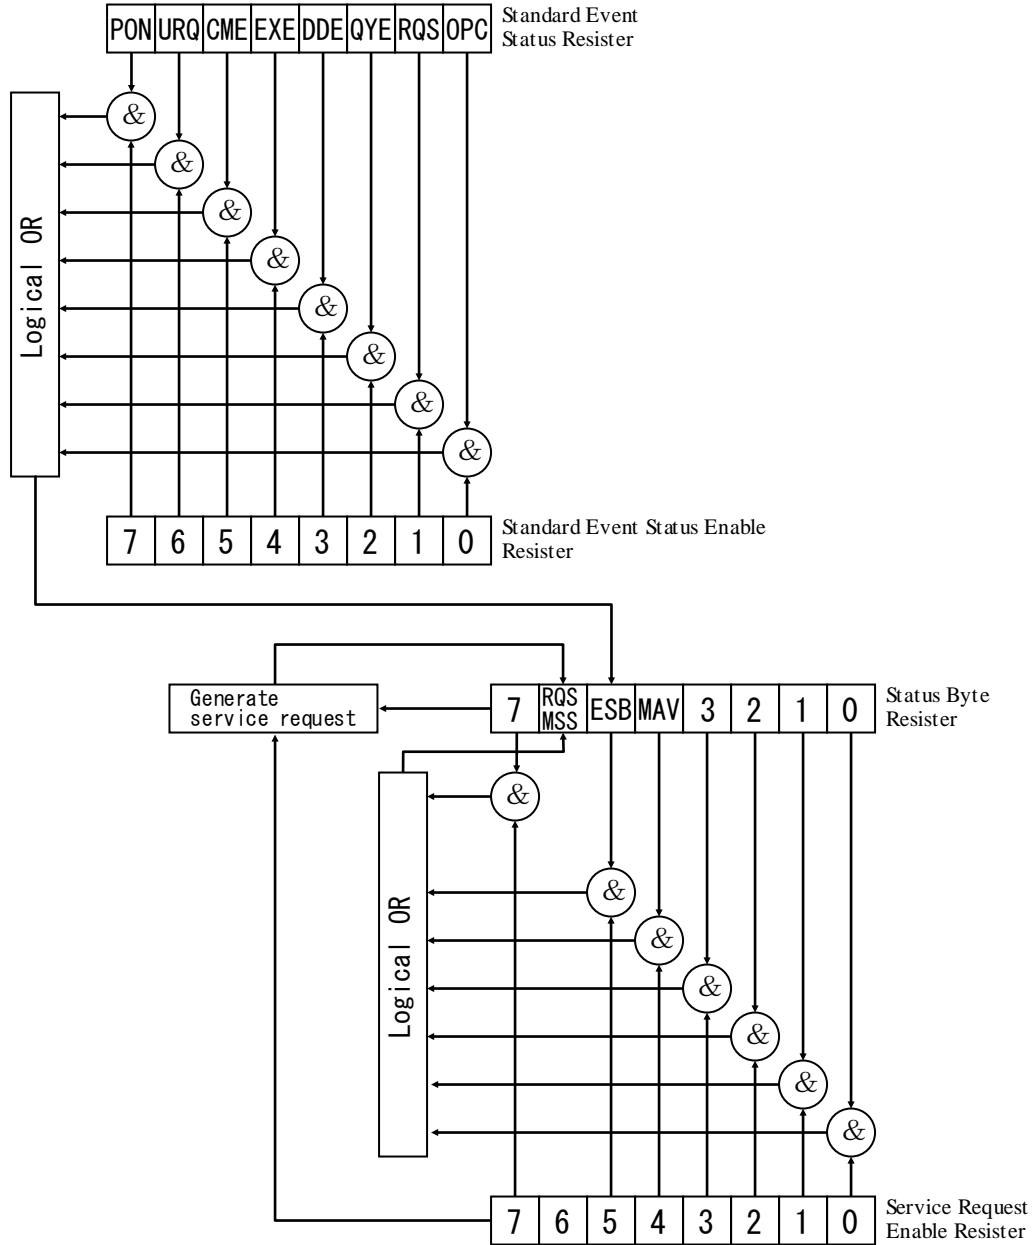 PON URQ CME EXE DDE QYE RQS OPC
Standard Event
Status Resister
&
&
&
&
&
&
&
&
Logical OR
7 6 5 4 3 2 1 0
Standard Event Status Enable
Resister
Generate
service request
7 RQS MSS ESB MAV 3 2 1 0
Status Byte
Resister
&
&
&
&
&
&
&
Logical OR
7 6 5 4 3 2 1 0
Service Request
Enable Resister